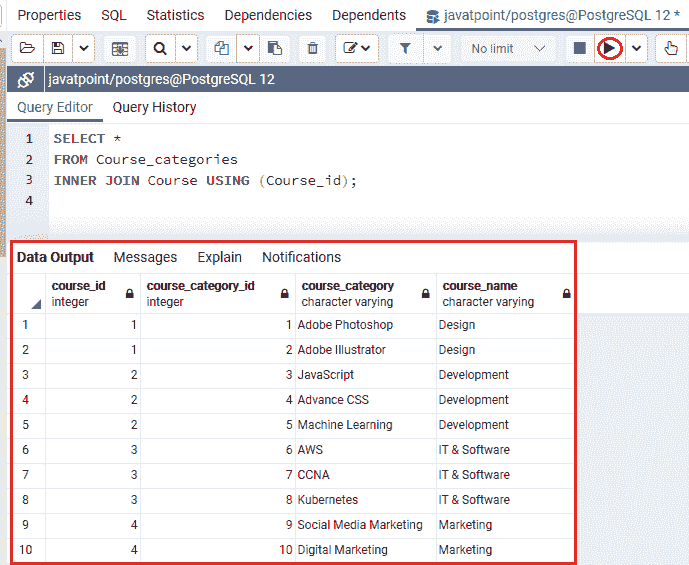 Properties SQL Statistics Dependencies Dependents javatpoint/postgres@PostgreSQL 12 *
No limit
javatpoint/postgres@PostgreSQL 12
Query Editor Query History
1 SELECT *
2 FROM Course_categories
3 INNER JOIN Course USING (Course_id);
4
Data Output Messages Explain Notifications
course_id course_category_id course_category course_name
integer integer character varying character varying
1 1 1 Adobe Photoshop Design
2 1 2 Adobe Illustrator Design
3 2 3 JavaScript Development
4 2 4 Advance CSS Development
5 2 5 Machine Learning Development
6 3 6 AWS IT & Software
7 3 7 CCNA IT & Software
8 3 8 Kubernetes IT & Software
9 4 9 Social Media Marketing Marketing
10 4 10 Digital Marketing Marketing